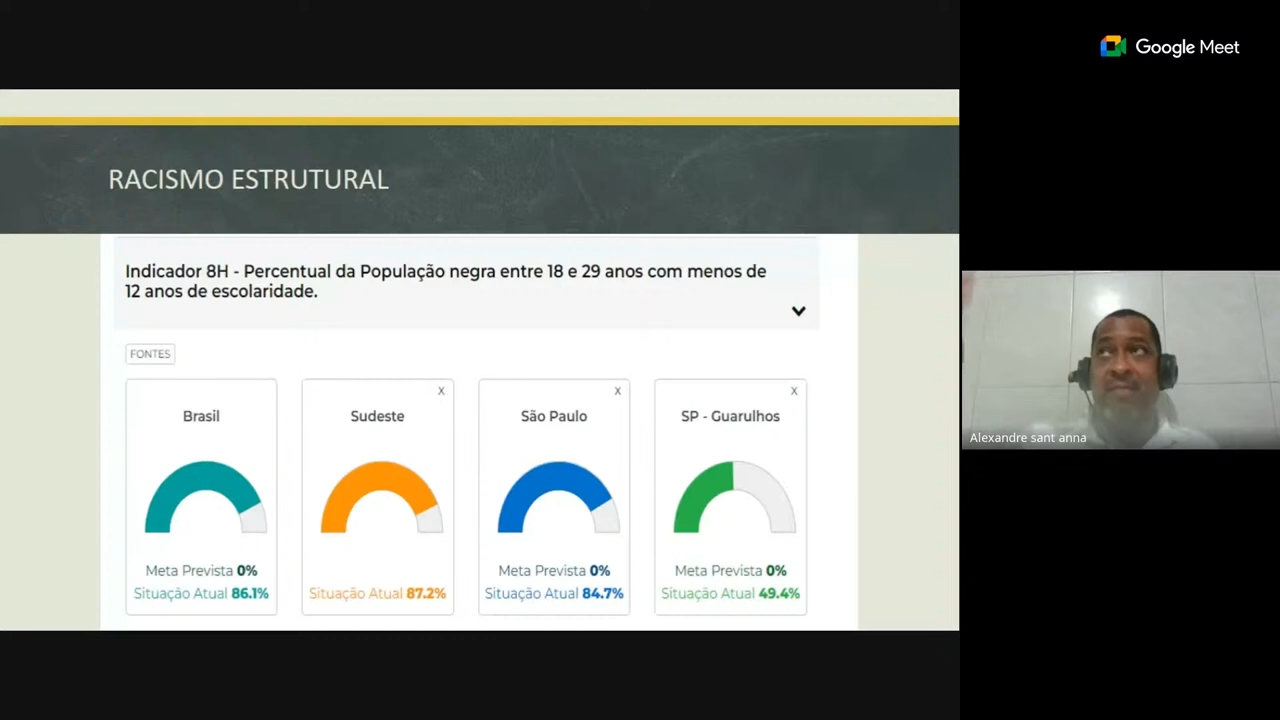 Google Meet
RACISMO ESTRUTURAL
Indicador 8H - Percentual da População negra entre 18 e 29 anos com menos de
12 anos de escolaridade.
FONTES
Brasil
Meta Prevista 0%
Situação Atual 86.1%
X
Sudeste
Situação Atual 87.2%
X
São Paulo
Meta Prevista 0%
Situação Atual 84.7%
X
SP - Guarulhos
Meta Prevista 0%
Situação Atual 49.4%
Alexandre sant anna